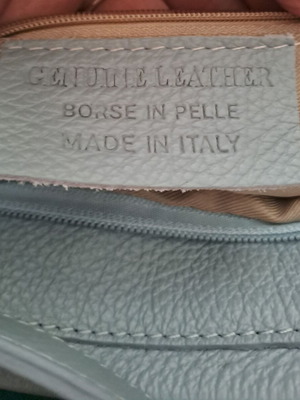 GENUINE LEATHER
BORSE IN PELLE
MADE IN ITALY